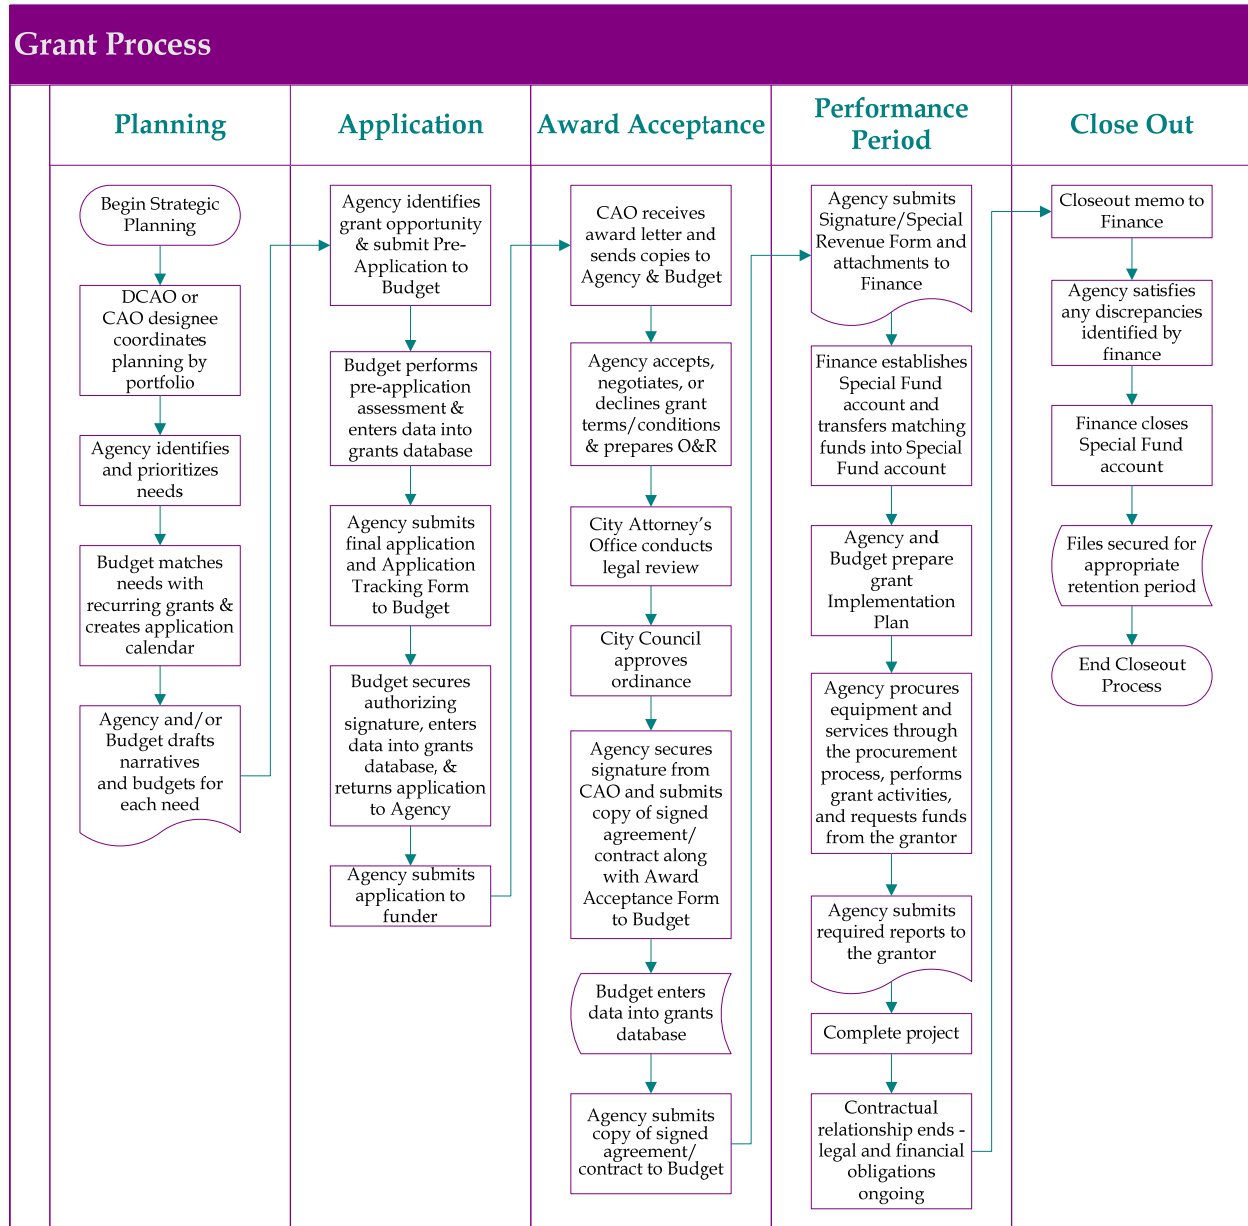 Grant Process
Planning
Begin Strategic
Planning
DCAO or
CAO designee
coordinates
planning by
portfolio
Agency identifies
and prioritizes
needs
Budget matches
needs with
recurring grants &
creates application
calendar
Agency and/or
Budget drafts
narratives
and budgets for
each need
Application
Agency identifies
grant opportunity
& submit Pre-
Application to
Budget
Budget performs
pre-application
assessment &
enters data into
grants database
Agency submits
final application
and Application
Tracking Form
to Budget
Budget secures
authorizing
signature, enters
data into grants
database, &
returns application
to Agency
Agency submits
application to
funder
Award Acceptance
CAO receives
award letter and
sends copies to
Agency & Budget
Agency accepts,
negotiates, or
declines grant
terms/conditions
& prepares O&R
City Attorney's
Office conducts
legal review
City Council
approves
ordinance
Agency secures
signature from
CAO and submits
copy of signed
agreement/
contract along
with Award
Acceptance Form
to Budget
Budget enters
data into grants
database
Agency submits
copy of signed
agreement/
contract to Budget
Performance
Period
Agency submits
Signature/Special
Revenue Form and
attachments to
Finance
Finance establishes
Special Fund
account and
transfers matching
funds into Special
Fund account
Agency and
Budget prepare
grant
Implementation
Plan
Agency procures
equipment and
services through
the procurement
process, performs
grant activities,
and requests funds
from the grantor
Agency submits
required reports to
the grantor
Complete project
Contractual
relationship ends -
legal and financial
obligations
ongoing
Close Out
Closeout memo to
Finance
Agency satisfies
any discrepancies
identified by
finance
Finance closes
Special Fund
account
Files secured for
appropriate
retention period
End Closeout
Process